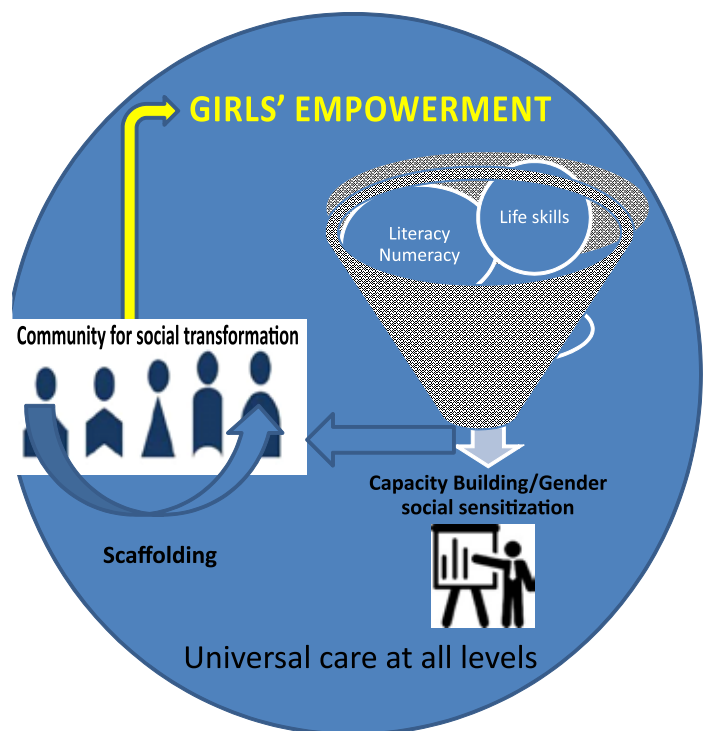 GIRLS’ EMPOWERMENT
Life skills
Literacy
Numeracy
Community for social transformation
Capacity Building/Gender
social sensitization
Scaffolding
Universal care at all levels